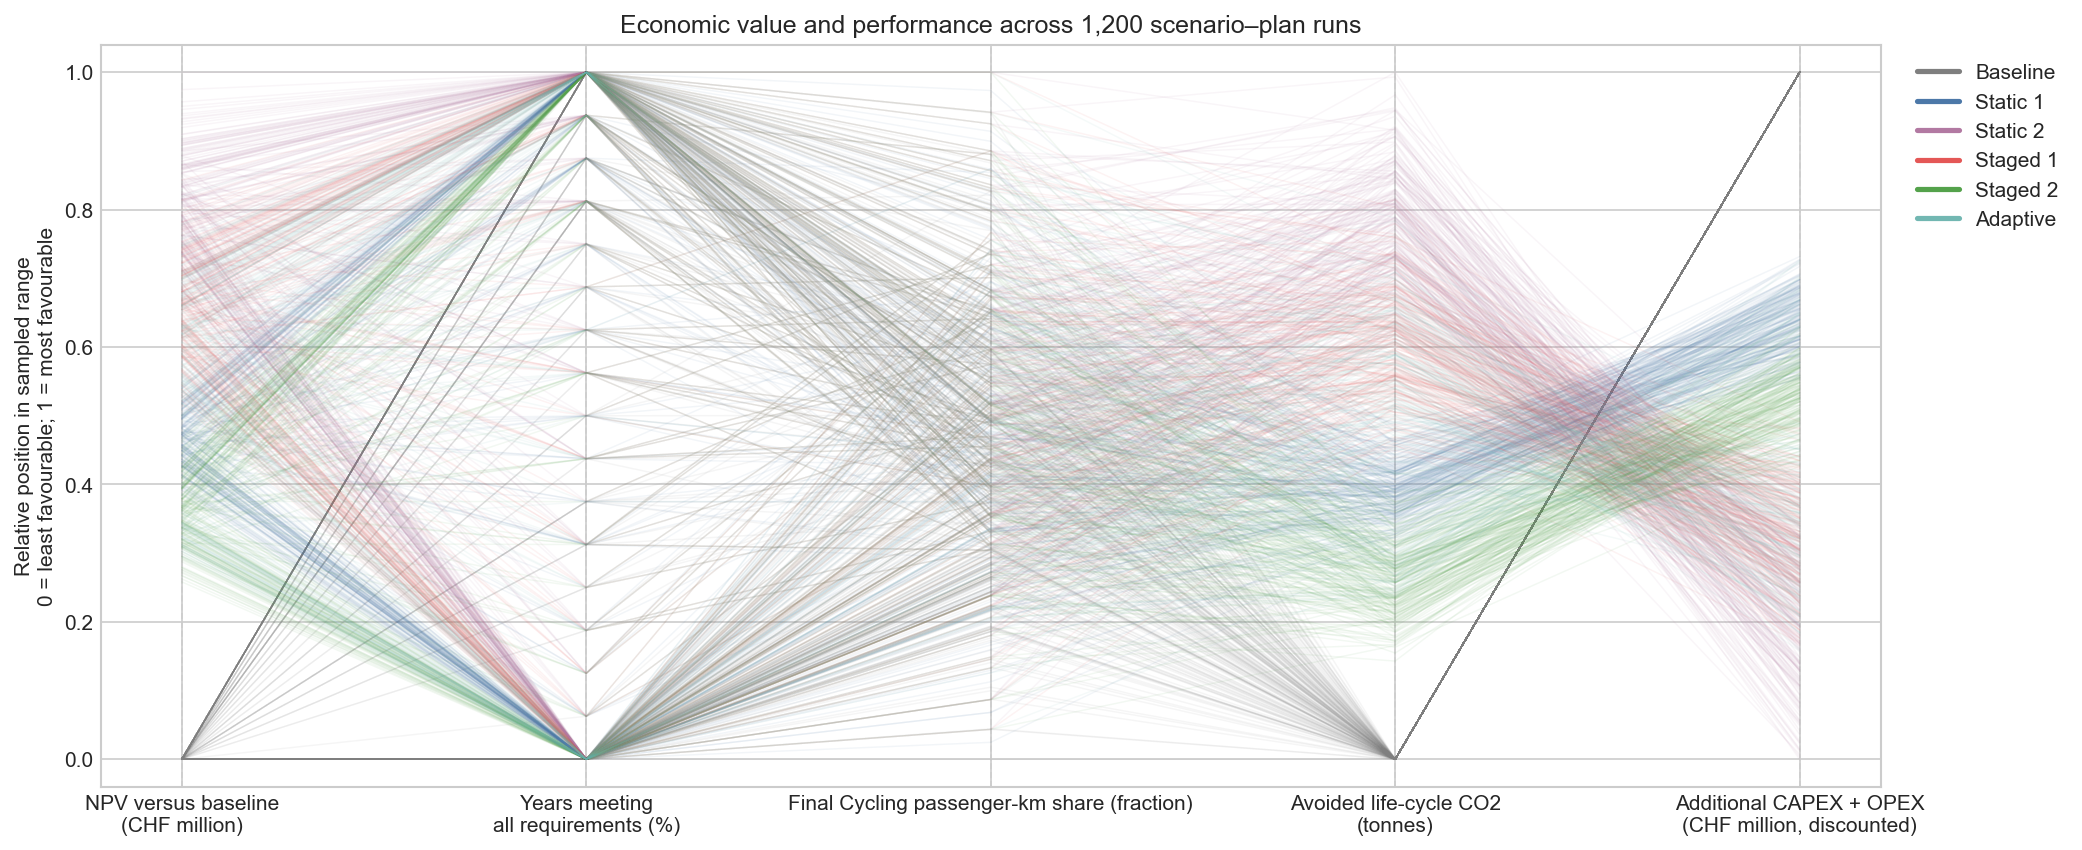 Economic value and performance across 1,200 scenario–plan runs
Relative position in sampled range
0 = least favourable; 1 = most favourable
1.0
0.8
0.6
0.4
0.2
0.0
NPV versus baseline
(CHF million)
Years meeting
all requirements (%)
Final Cycling passenger-km share (fraction)
Avoided life-cycle CO2
(tonnes)
Additional CAPEX + OPEX
(CHF million, discounted)
Baseline
Static 1
Static 2
Staged 1
Staged 2
Adaptive